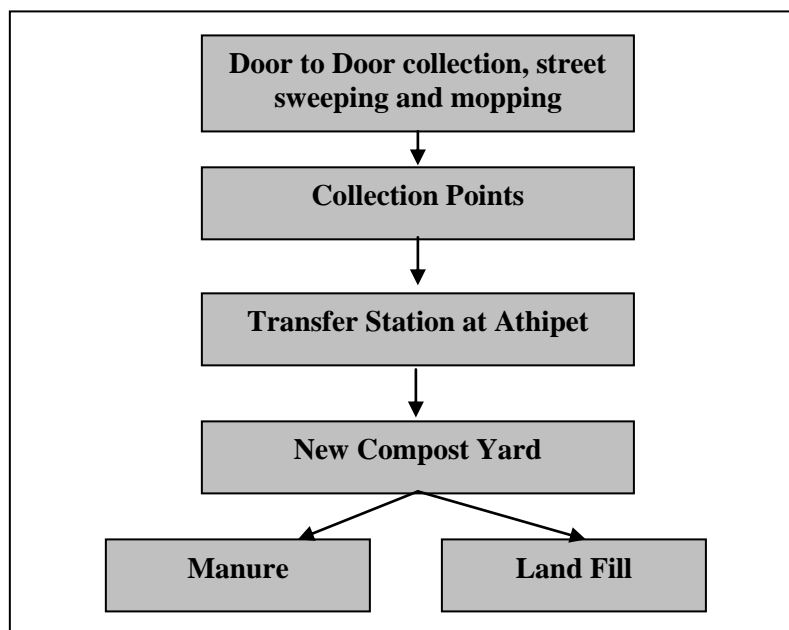 Door to Door collection, street
sweeping and mopping
Collection Points
Transfer Station at Athipet
New Compost Yard
Manure
Land Fill